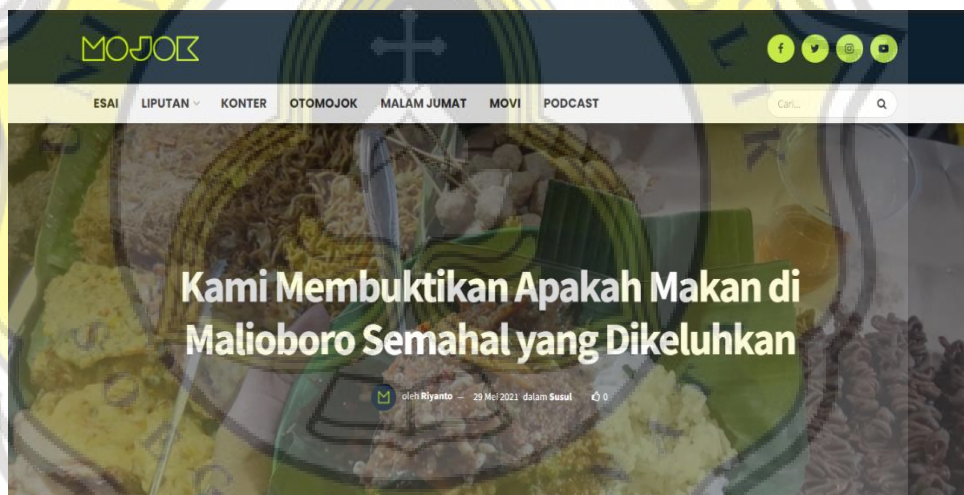 MOJOK
ESAI LIPUTAN KONTER OTOMOJOK MALAM JUMAT MOVI PODCAST Cari...
Kami Membuktikan Apakah Makan di
Malioboro Semahal yang Dikeluhkan
oleh Riyanto — 29 Mei 2021 dalam Susul 0